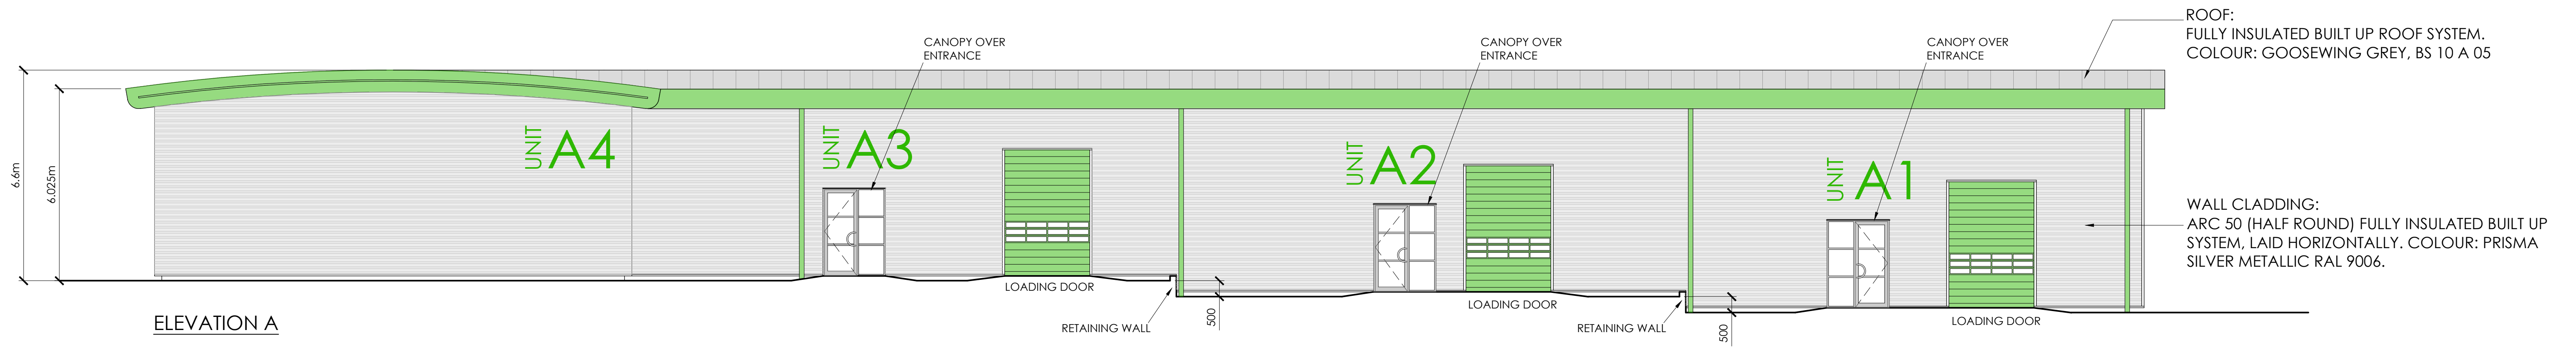 ROOF:
FULLY INSULATED BUILT UP ROOF SYSTEM.
COLOUR: GOOSEWING GREY, BS 10 A 05
CANOPY OVER
ENTRANCE
CANOPY OVER
ENTRANCE
CANOPY OVER
ENTRANCE
6.6m
6.025m
UNIT A4
UNIT A3
UNIT A2
UNIT A1
WALL CLADDING:
ARC 50 (HALF ROUND) FULLY INSULATED BUILT UP
SYSTEM, LAID HORIZONTALLY. COLOUR: PRISMA
SILVER METALLIC RAL 9006.
LOADING DOOR
LOADING DOOR
LOADING DOOR
RETAINING WALL
500
RETAINING WALL
500
ELEVATION A